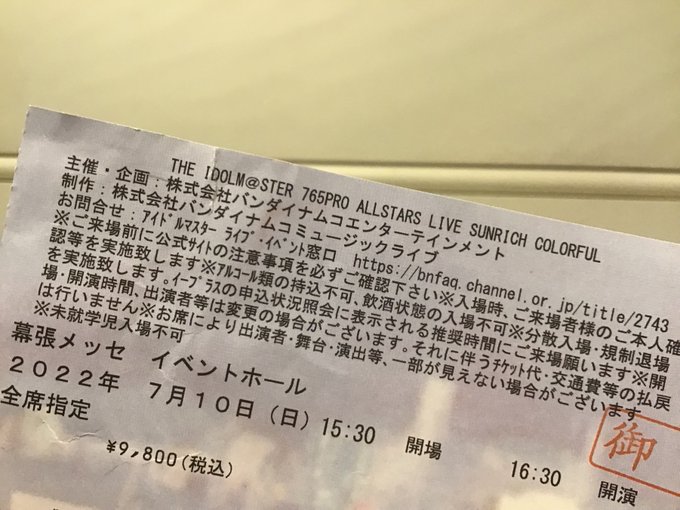 THE IDOLM@STER 765PRO ALLSTARS LIVE SUNRICH COLORFUL
主催・企画：株式会社バンダイナムコエンターテインメント
制作：株式会社バンダイナムコミュージックライブ
お問合せ：アイドルマスター ライブ・イベント窓口 https://bnfaq.channel.or.jp/title/2743
※ご来場前に公式サイトの注意事項を必ずご確認下さい※入場時、ご来場者様のご本人確
認等を実施致します※アルコール類の持込不可、飲酒状態の入場不可※分散入場・規制退場
を実施致します。イープラスの申込状況照会に表示される推奨時間にご来場願います※開
場・開演時間、出演者等は変更の場合がございます。それに伴うチケット代・交通費等の払戻
は行いません※お席により出演者・舞台・演出等、一部が見えない場合がございます
※未就学児入場不可
幕張メッセ イベントホール
2022年 7月10日（日）15:30 開場 16:30 開演
全席指定
¥9,800(税込)
御